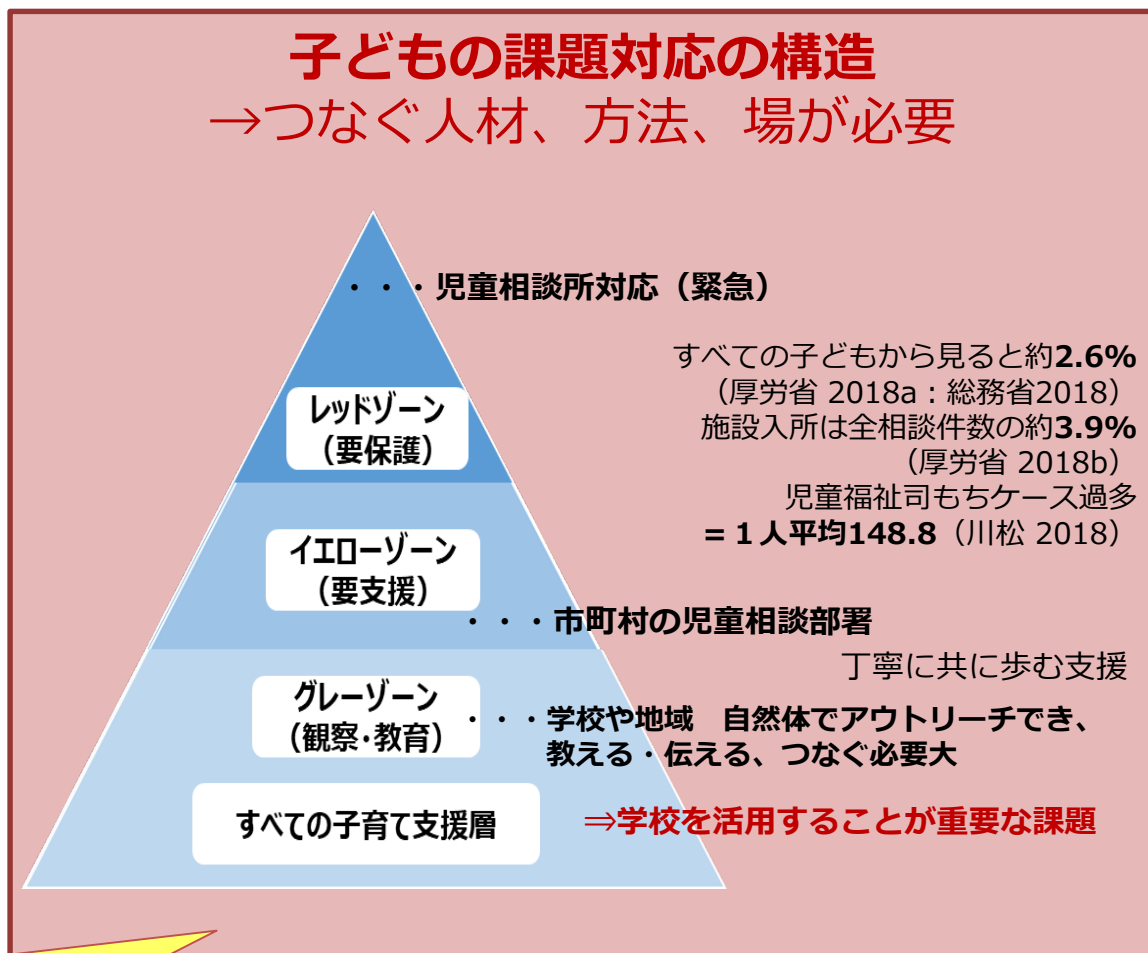 子どもの課題対応の構造
→つなぐ人材、方法、場が必要
・・・児童相談所対応（緊急）
すべての子どもから見ると約2.6%
（厚労省 2018a：総務省2018）
施設入所は全相談件数の約3.9%
（厚労省 2018b）
児童福祉司もちケース過多
=１人平均148.8（川松 2018）
レッドゾーン
（要保護）
イエローゾーン
（要支援）
・・・市町村の児童相談部署
丁寧に共に歩む支援
グレーゾーン
（観察･教育）
・・・学校や地域　自然体でアウトリーチでき、
教える・伝える、つなぐ必要大
すべての子育て支援層
⇒学校を活用することが重要な課題